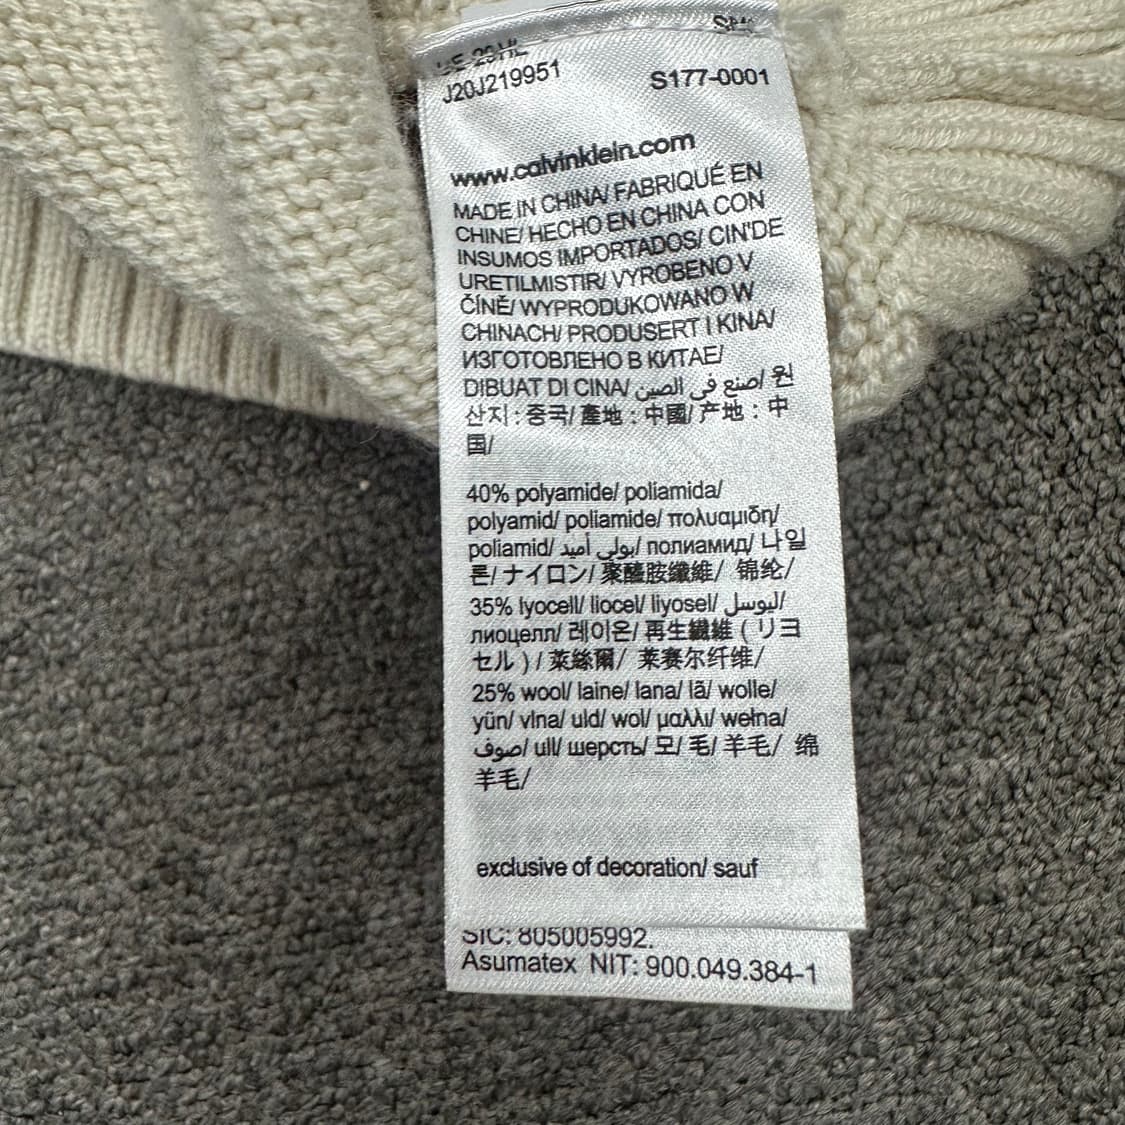 J20J219951
S177-0001
www.calvinklein.com
MADE IN CHINA/ FABRIQUÉ EN
CHINE/ HECHO EN CHINA CON
INSUMOS IMPORTADOS/ CIN'DE
URETILMISTIR/ VYROBENO V
ČÍNĚ/ WYPRODUKOWANO W
CHINACH/ PRODUSERT I KINA/
ИЗГОТОВЛЕНО В КИТАЕ/
DIBUAT DI CINA/ صنع في الصين/ 원
산지 : 중국/ 產地 : 中國/ 产地 : 中
国/
40% polyamide/ poliamida/
polyamid/ poliamide/ πολυαμιδη/
poliamid/ بولي أميد/ полиамид/ 나일
론/ ナイロン/ 聚醯胺纖維/ 锦纶/
35% lyocell/ liocel/ liyosel/ ليوسل/
лиоцелл/ 레이온/ 再生繊維 ( リヨ
セル ) / 萊絲爾/ 莱赛尔纤维/
25% wool/ laine/ lana/ lã/ wolle/
yün/ vlna/ uld/ wol/ μαλλι/ wełna/
صوف/ ull/ шерсть/ 모/ 毛/ 羊毛/ 绵
羊毛/
exclusive of decoration/ sauf
SIC: 805005992.
Asumatex NIT: 900.049.384-1